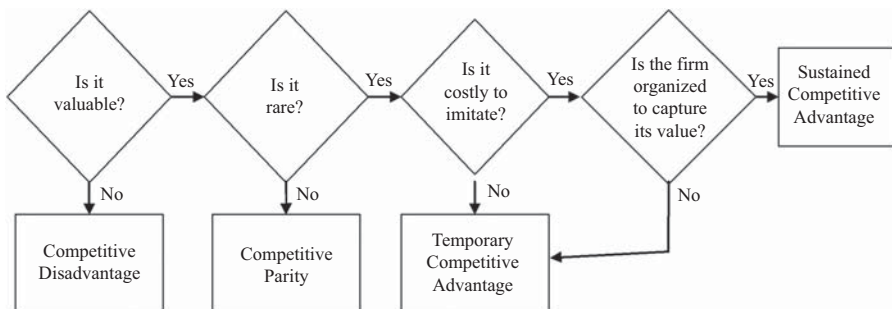 Is it
valuable?
Yes
No
Competitive
Disadvantage
Is it
rare?
Yes
No
Competitive
Parity
Is it
costly to
imitate?
Yes
No
Temporary
Competitive
Advantage
Is the firm
organized
to capture
its value?
Yes
No
Sustained
Competitive
Advantage